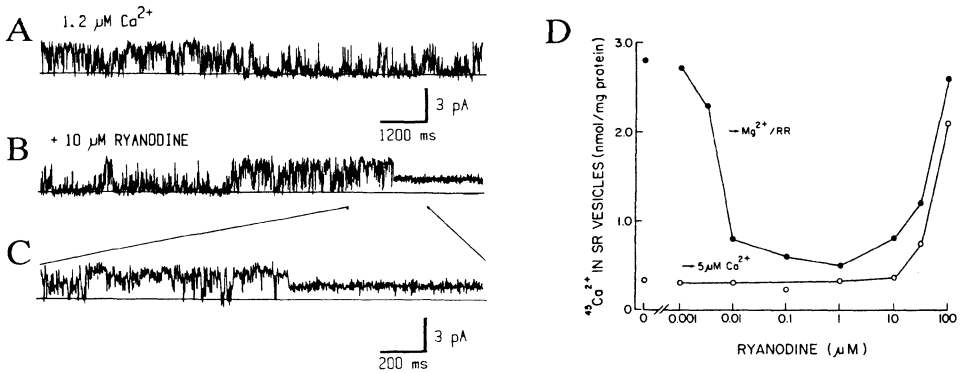 A
1.2 µM Ca2+
3 pA
1200 ms
B
+ 10 µM RYANODINE
C
3 pA
200 ms
D
45Ca2+ IN SR VESICLES (nmol/mg protein)
3.0
2.0
1.0
0
→ Mg2+/RR
→ 5µM Ca2+
0 0.001 0.01 0.1 1 10 100
RYANODINE (µM)